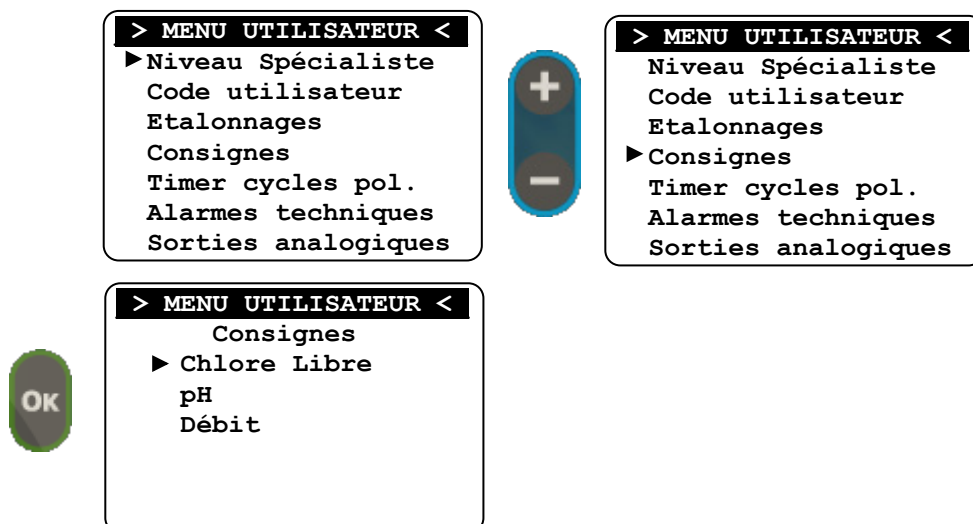 > MENU UTILISATEUR <
►Niveau Spécialiste
Code utilisateur
Etalonnages
Consignes
Timer cycles pol.
Alarmes techniques
Sorties analogiques
+
-
> MENU UTILISATEUR <
Niveau Spécialiste
Code utilisateur
Etalonnages
►Consignes
Timer cycles pol.
Alarmes techniques
Sorties analogiques
OK
> MENU UTILISATEUR <
Consignes
► Chlore Libre
pH
Débit